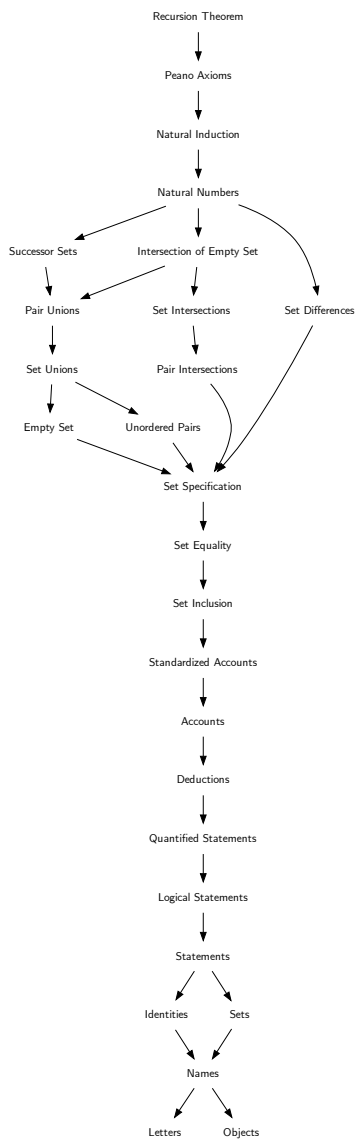 Recursion Theorem
Peano Axioms
Natural Induction
Natural Numbers
Successor Sets
Intersection of Empty Set
Pair Unions
Set Intersections
Set Differences
Set Unions
Pair Intersections
Empty Set
Unordered Pairs
Set Specification
Set Equality
Set Inclusion
Standardized Accounts
Accounts
Deductions
Quantified Statements
Logical Statements
Statements
Identities
Sets
Names
Letters
Objects